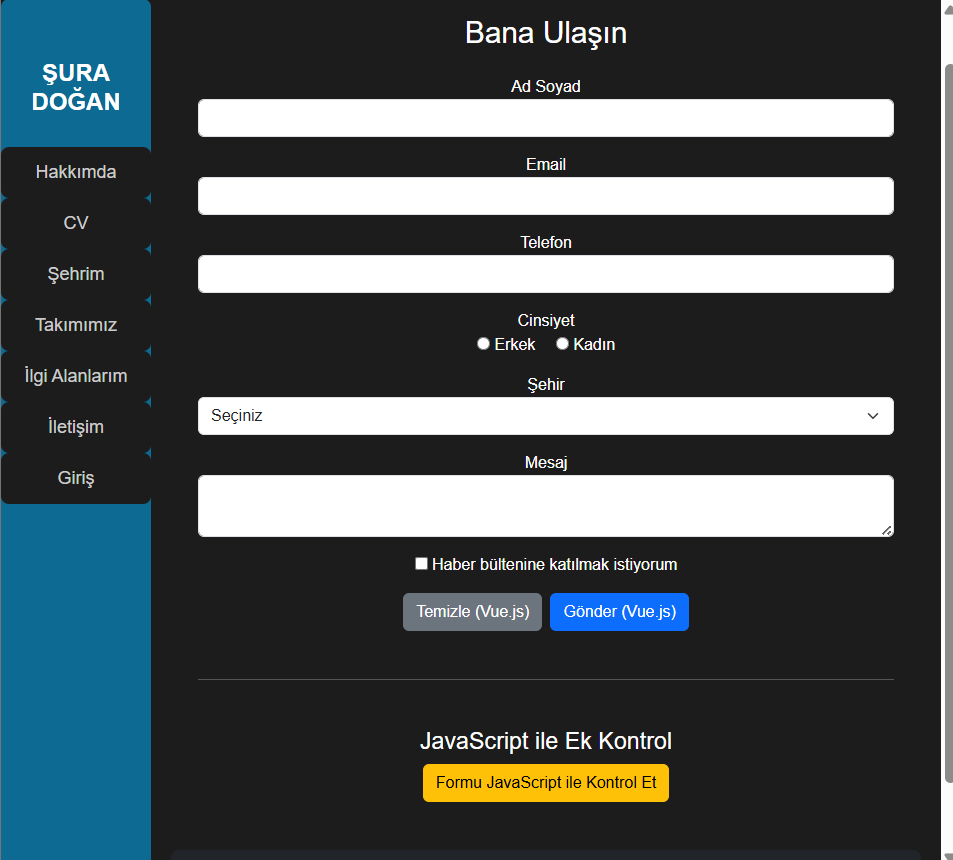 ŞURA
DOĞAN
Hakkımda
CV
Şehrim
Takımımız
İlgi Alanlarım
İletişim
Giriş
Bana Ulaşın
Ad Soyad
Email
Telefon
Cinsiyet
Erkek Kadın
Şehir
Seçiniz
Mesaj
Haber bültenine katılmak istiyorum
Temizle (Vue.js) Gönder (Vue.js)
JavaScript ile Ek Kontrol
Formu JavaScript ile Kontrol Et